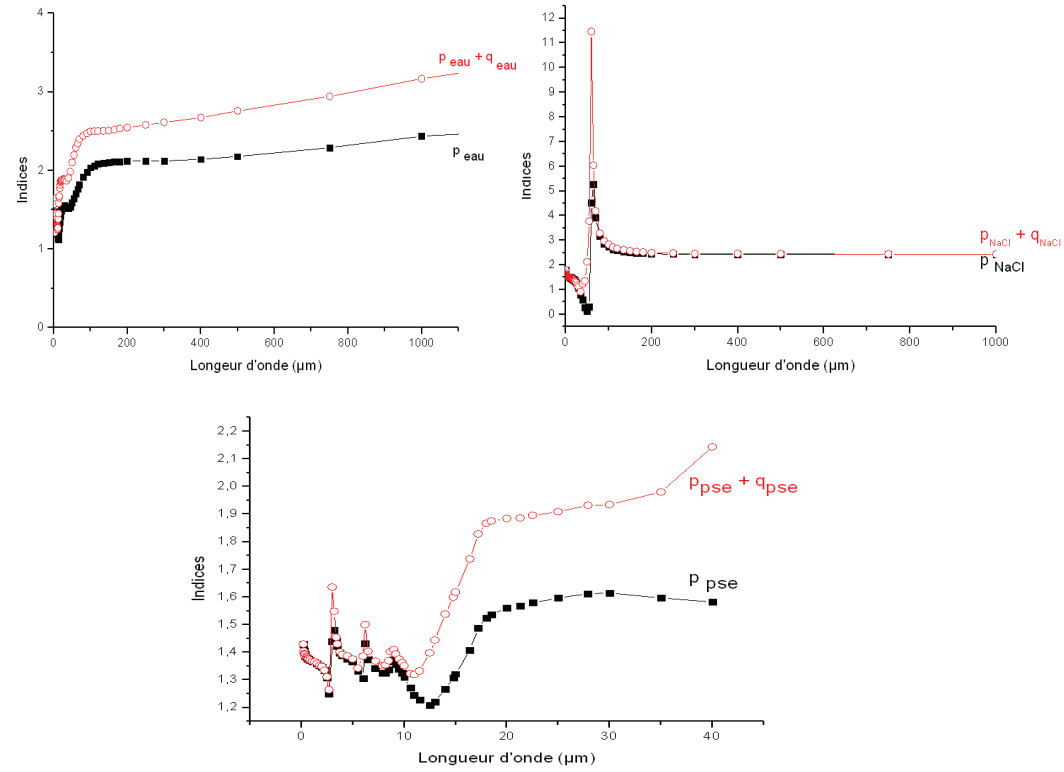 4
3
2
1
0
Indices
p eau + q eau
p eau
0 200 400 600 800 1000
Longeur d'onde (µm)
12
11
10
9
8
7
6
5
4
3
2
1
0
Indices
p NaCl + q NaCl
p NaCl
0 200 400 600 800 1000
Longueur d'onde (µm)
2,2
2,1
2,0
1,9
1,8
1,7
1,6
1,5
1,4
1,3
1,2
Indices
p pse + q pse
p pse
0 10 20 30 40
Longueur d'onde (µm)